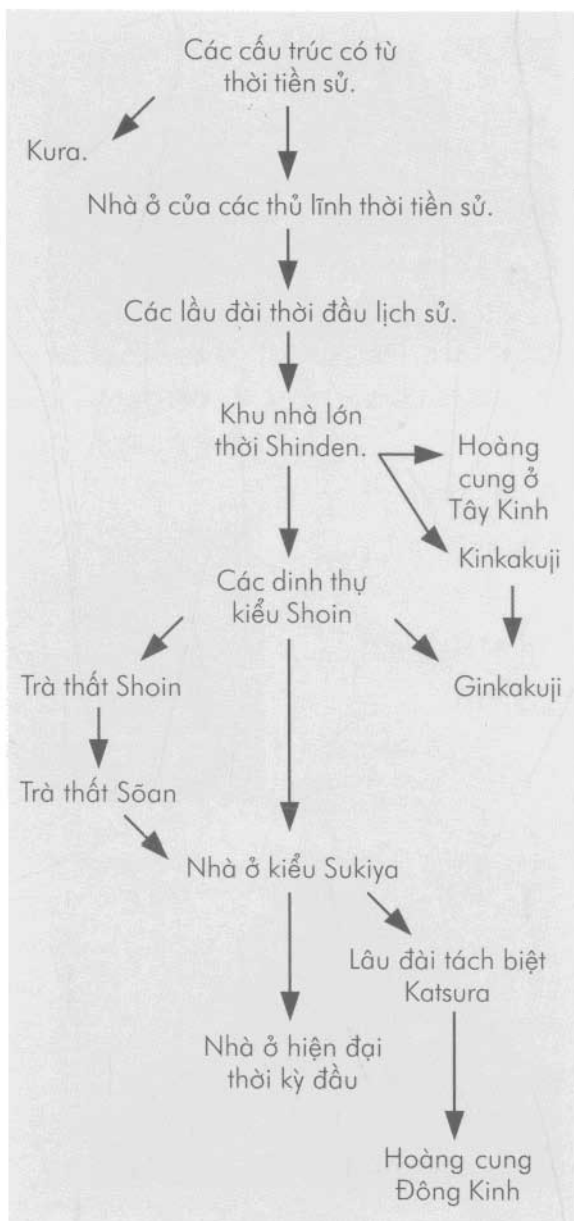 Các cấu trúc có từ
thời tiền sử.
Kura.
Nhà ở của các thủ lĩnh thời tiền sử.
Các lầu đài thời đầu lịch sử.
Khu nhà lớn
thời Shinden.
Hoàng
cung ở
Tây Kinh
Kinkakuji
Các dinh thự
kiểu Shoin
Trà thất Shoin
Ginkakuji
Trà thất Sōan
Nhà ở kiểu Sukiya
Lâu đài tách biệt
Katsura
Nhà ở hiện đại
thời kỳ đầu
Hoàng cung
Đông Kinh